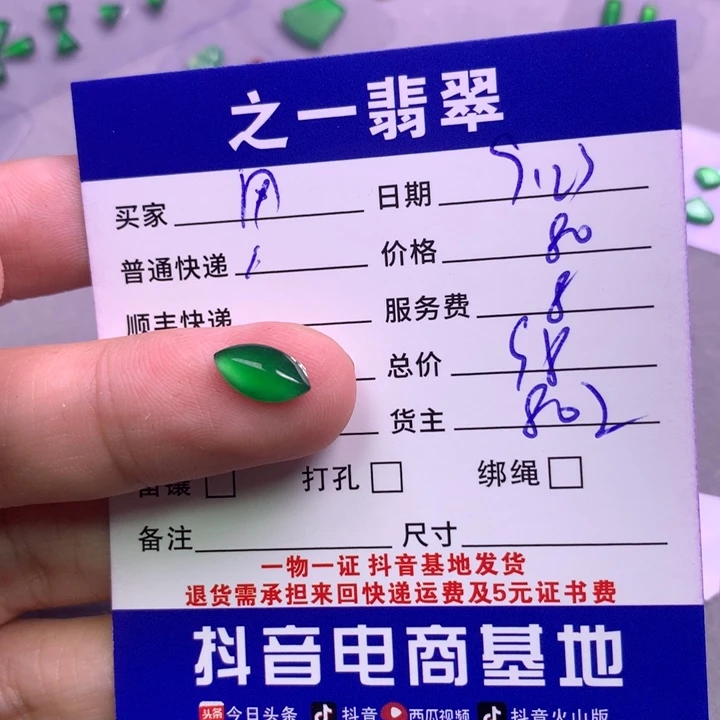 之一翡翠
买家 日期
普通快递 价格 80
顺丰快递 服务费 8
总价
货主 802
打孔 绑绳
备注 尺寸
一物一证 抖音基地发货
退货需承担来回快递运费及5元证书费
抖音电商基地
头条 今日头条 抖音 西瓜视频 抖音火山版